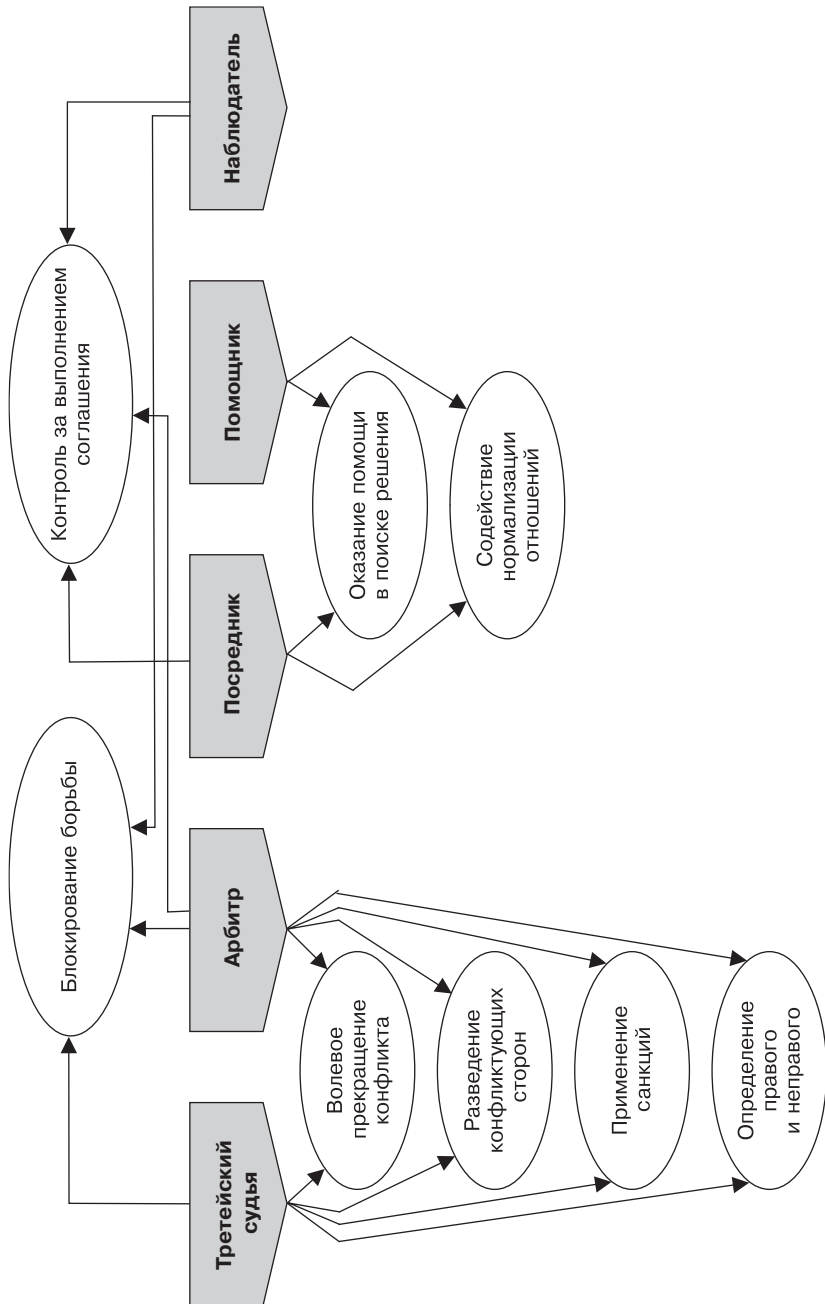 Блокирование борьбы
Контроль за выполнением
соглашения
Третейский
судья
Арбитр
Посредник
Помощник
Наблюдатель
Волевое
прекращение
конфликта
Разведение
конфликтующих
сторон
Применение
санкций
Определение
правого
и неправого
Оказание помощи
в поиске решения
Содействие
нормализации
отношений